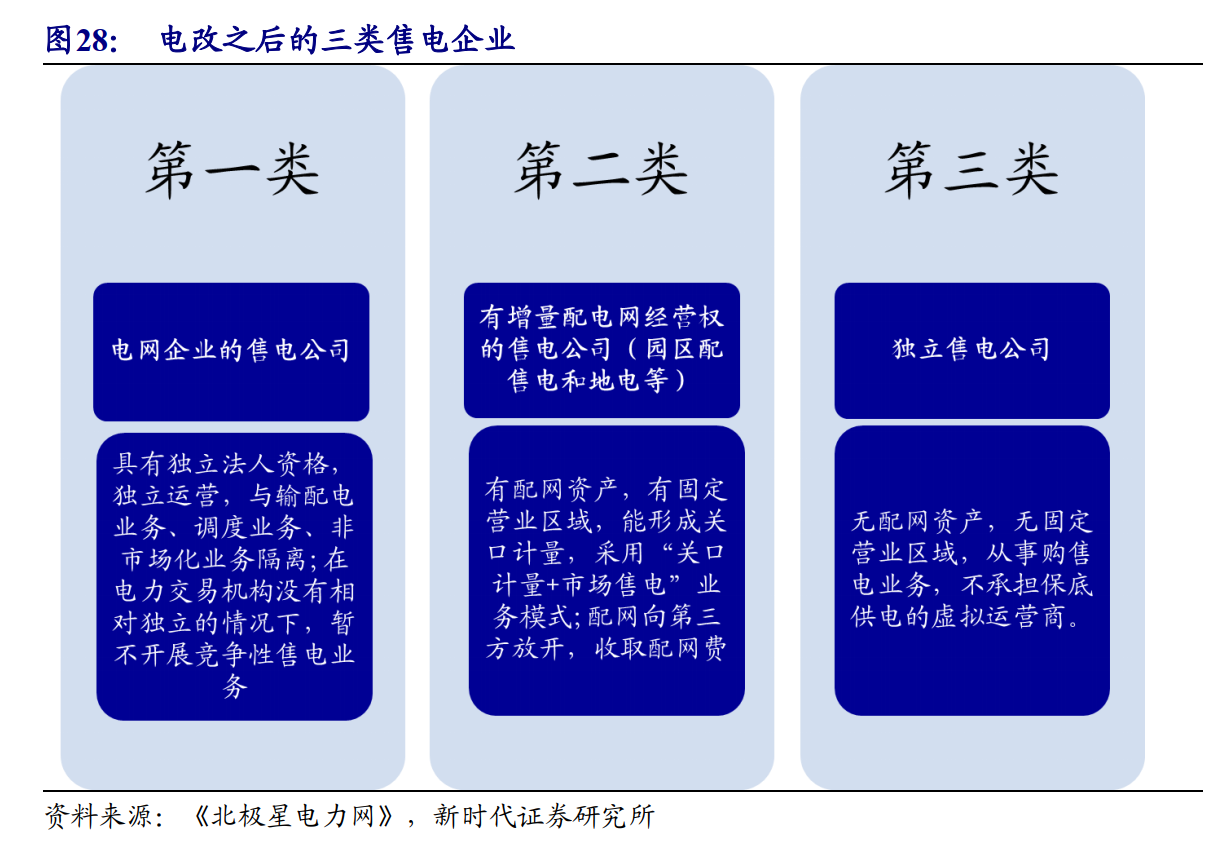 图28： 电改之后的三类售电企业
第一类
电网企业的售电公司
具有独立法人资格，
独立运营，与输配电
业务、调度业务、非
市场化业务隔离；在
电力交易机构没有相
对独立的情况下，暂
不开展竞争性售电业
务
第二类
有增量配电网经营权
的售电公司（园区配
售电和地电等）
有配网资产，有固定
营业区域，能形成关
口计量，采用“关口
计量+市场售电”业
务模式；配网向第三
方放开，收取配网费
第三类
独立售电公司
无配网资产，无固定
营业区域，从事购售
电业务，不承担保底
供电的虚拟运营商。
资料来源：《北极星电力网》，新时代证券研究所